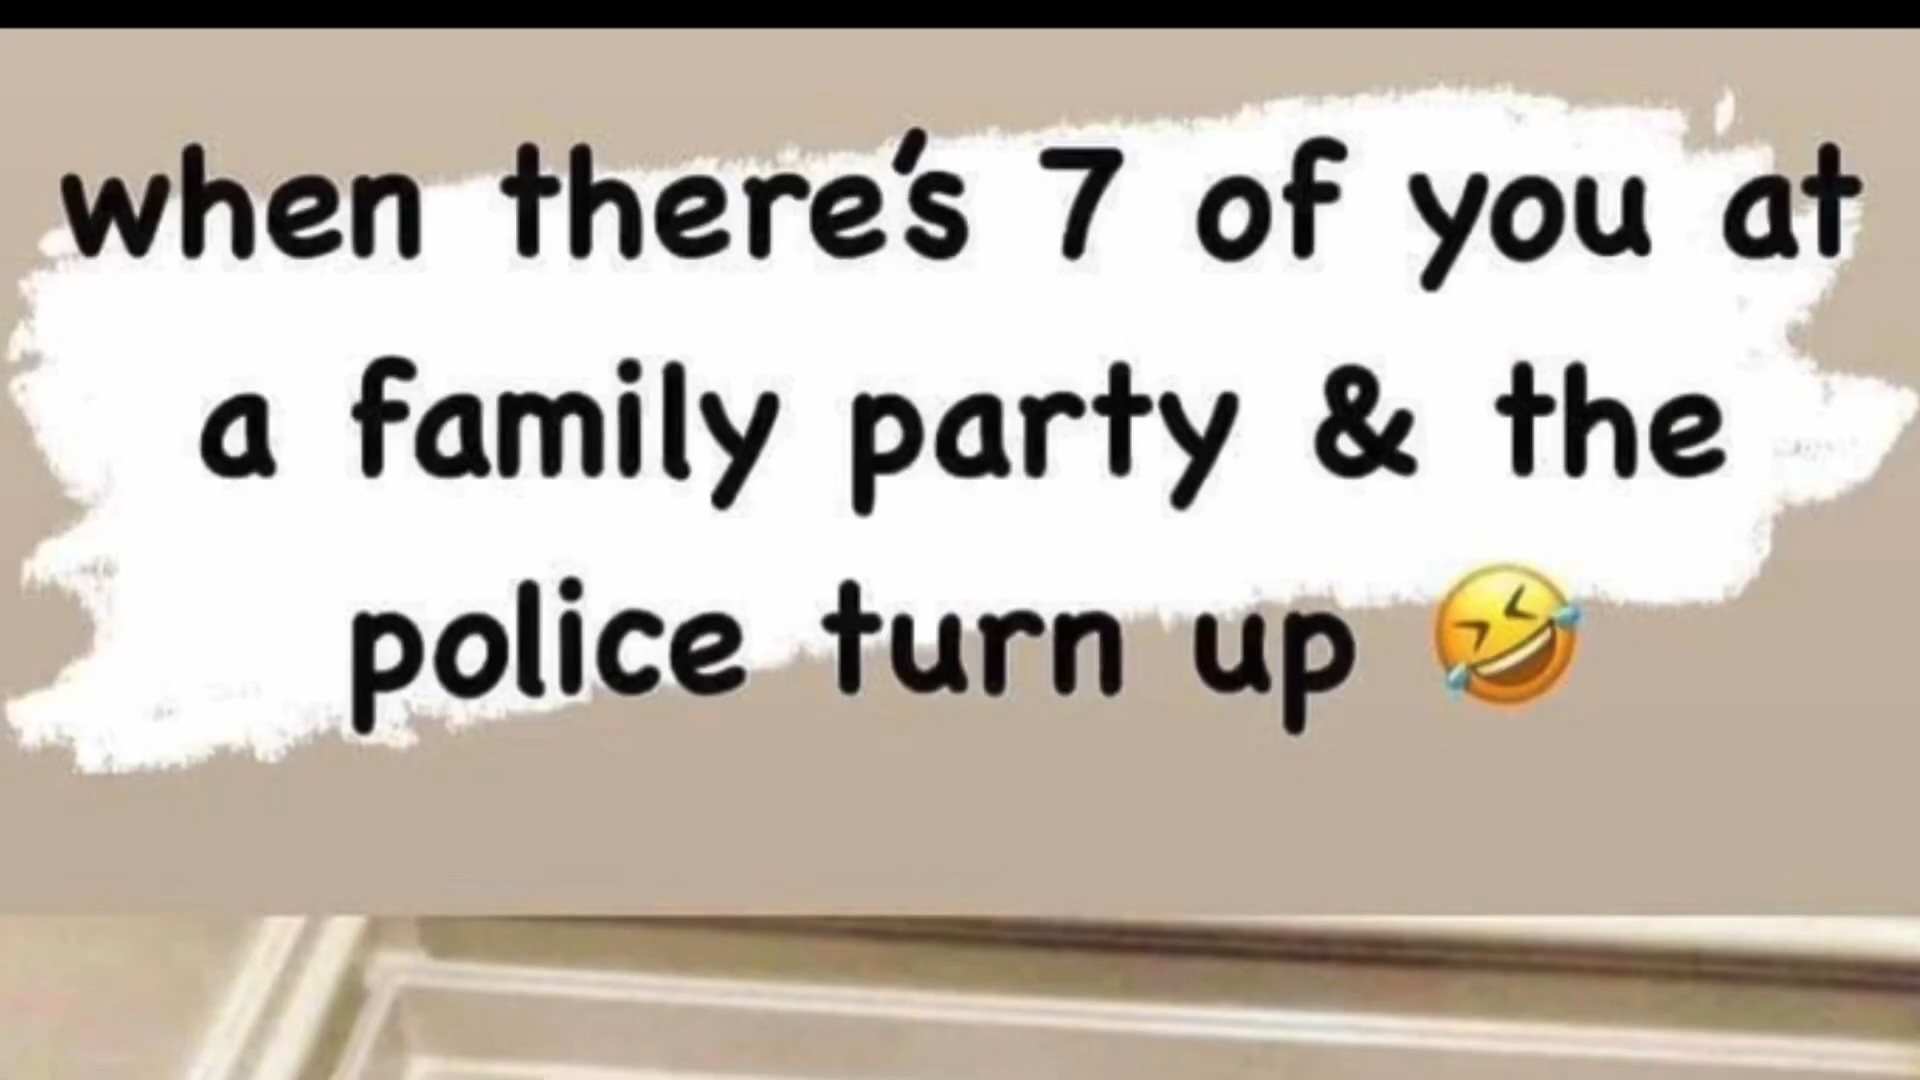 when there's 7 of you at
a family party & the
police turn up 🤣